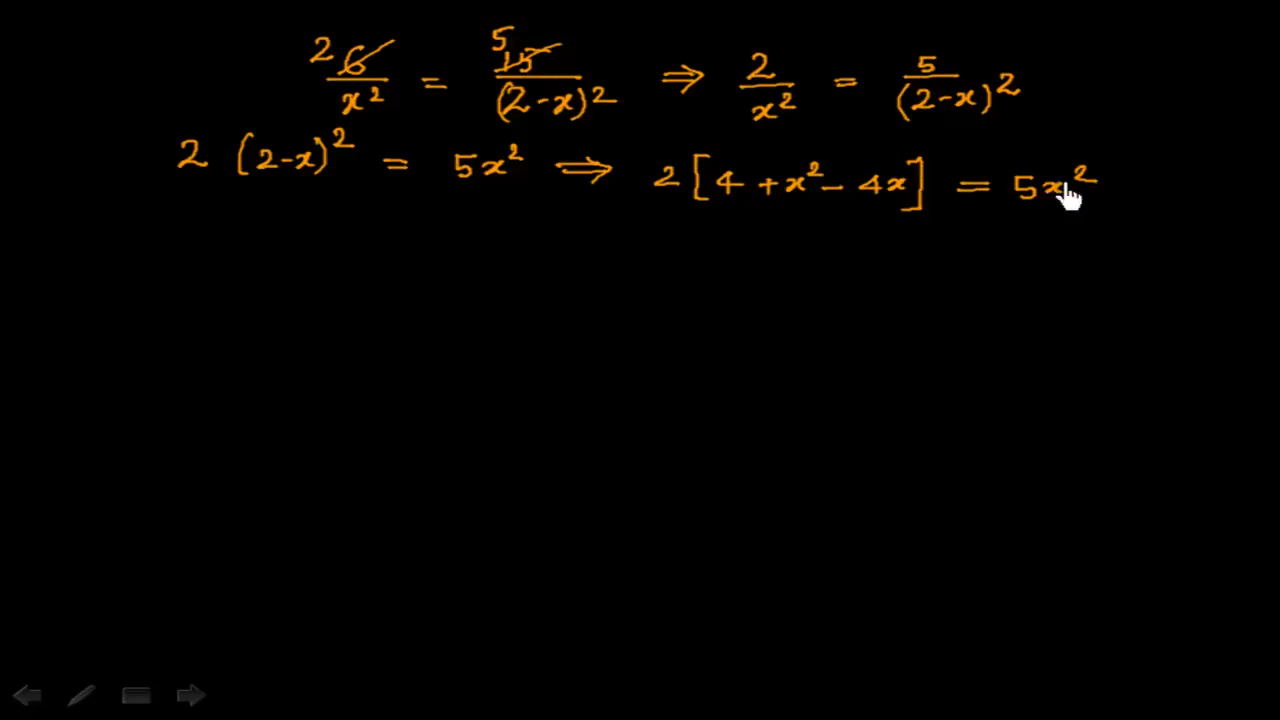 2 6/x² = 5 15/(2-x)² ⇒ 2/x² = 5/(2-x)²
2 (2-x)² = 5x² ⇒ 2[4 + x² - 4x] = 5x²